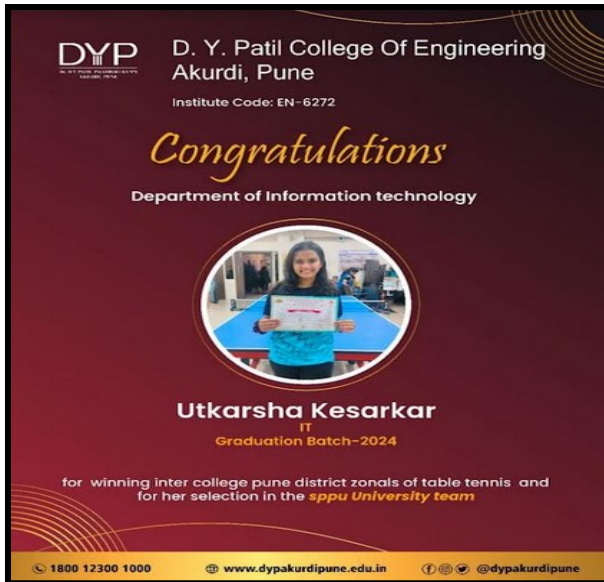 DYP
D. Y. Patil College Of Engineering
Akurdi, Pune
Institute Code: EN-6272
Congratulations
Department of Information technology
Utkarsha Kesarkar
IT
Graduation Batch-2024
for winning inter college pune district zonals of table tennis and
for her selection in the sppu University team
1800 12300 1000 www.dypakurdipune.edu.in @dypakurdipune